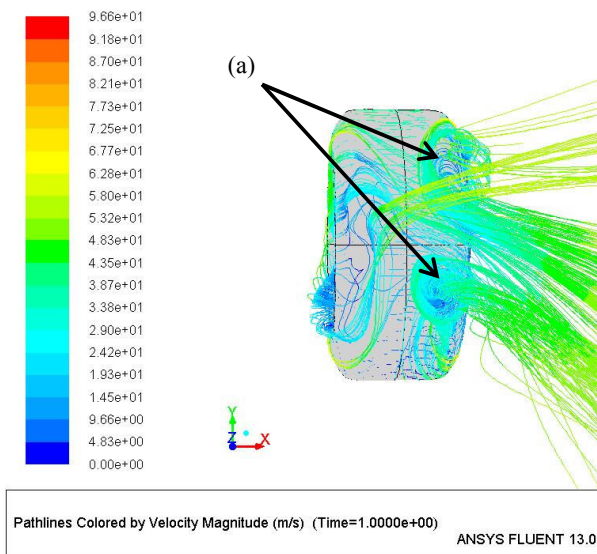 9.66e+01
9.18e+01
8.70e+01
8.21e+01
7.73e+01
7.25e+01
6.77e+01
6.28e+01
5.80e+01
5.32e+01
4.83e+01
4.35e+01
3.87e+01
3.38e+01
2.90e+01
2.42e+01
1.93e+01
1.45e+01
9.66e+00
4.83e+00
0.00e+00
(a)
Y
Z X
Pathlines Colored by Velocity Magnitude (m/s) (Time=1.0000e+00)
ANSYS FLUENT 13.0